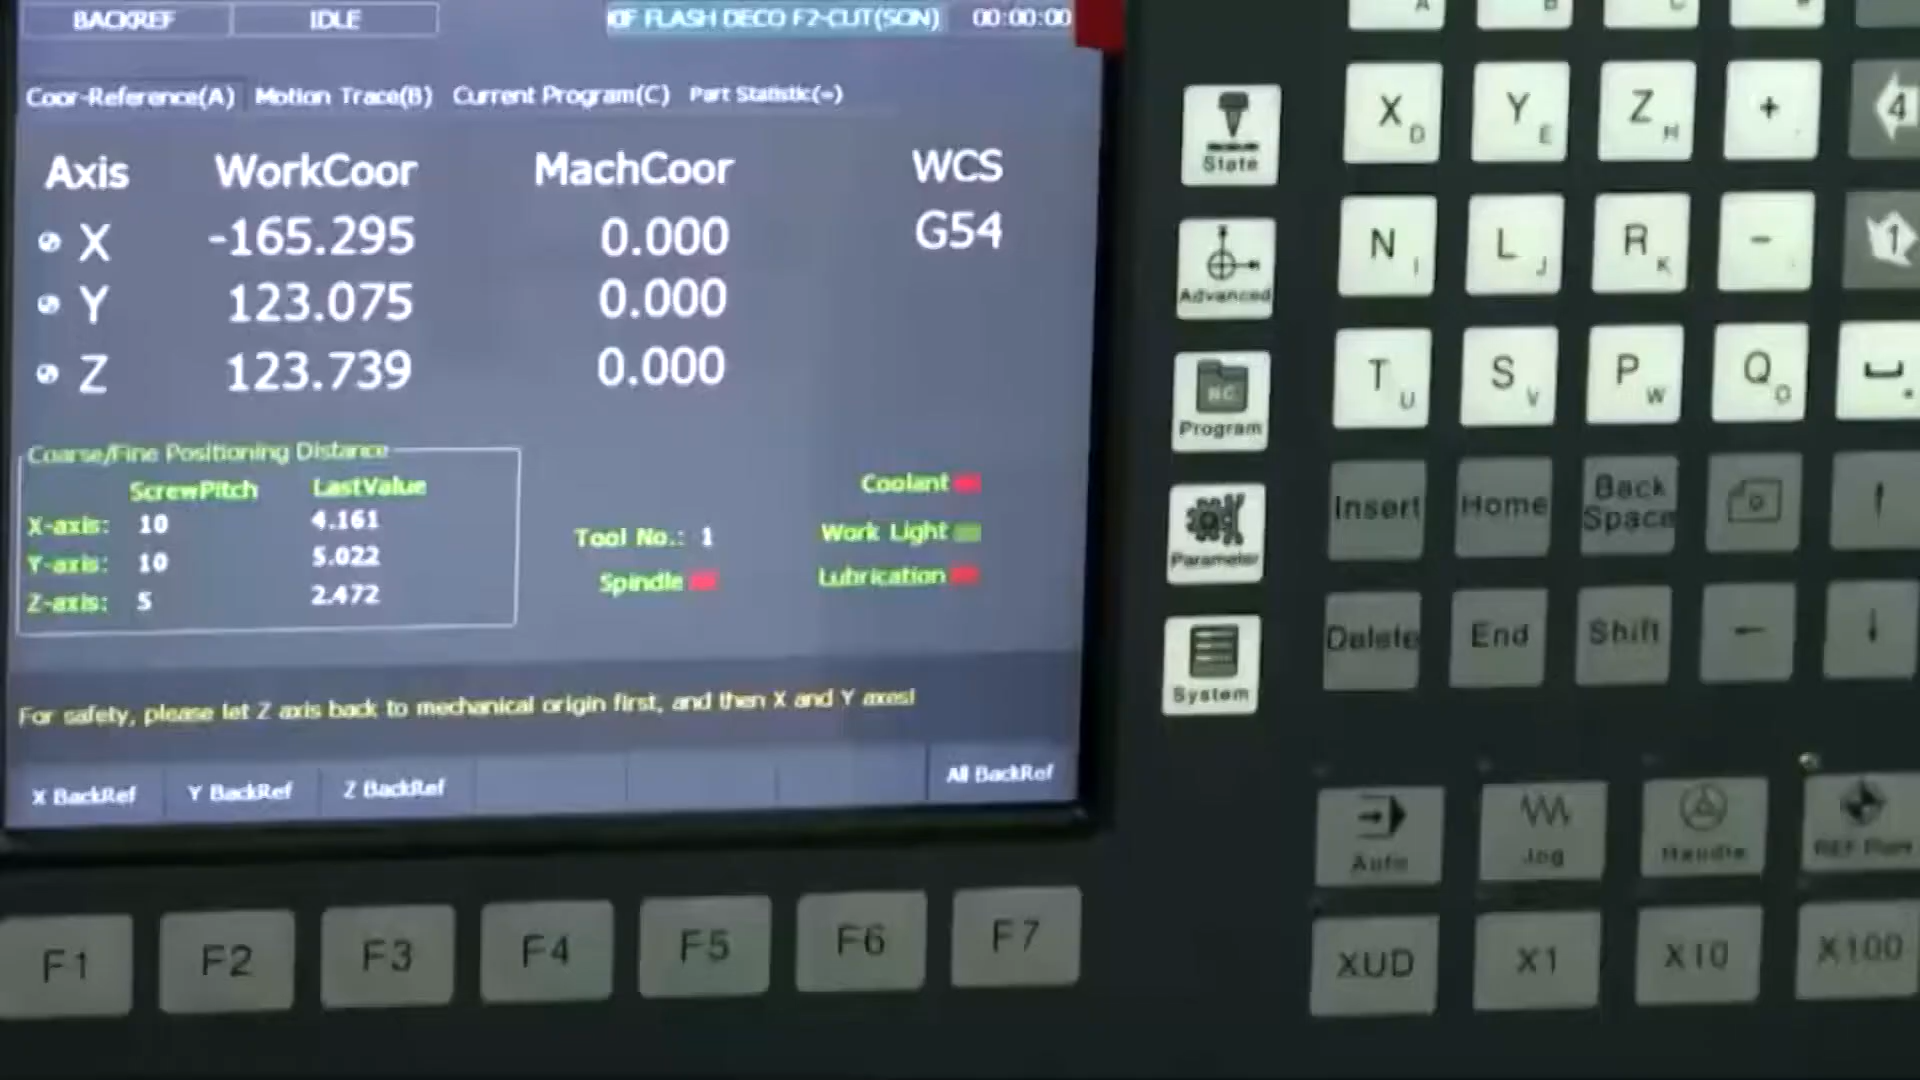 BACKREF IDLE FLASH DECO F2-CUT(SCN) 00:00:00
Coor-Reference(A) Motion Trace(B) Current Program(C) Part Statistic(=)
Axis WorkCoor MachCoor WCS
X -165.295 0.000 G54
Y 123.075 0.000
Z 123.739 0.000
Coarse/Fine Positioning Distance
ScrewPitch LastValue
X-axis: 10 4.161
Y-axis: 10 5.022
Z-axis: 5 2.472
Tool No.: 1
Spindle
Coolant
Work Light
Lubrication
For safety, please let Z axis back to mechanical origin first, and then X and Y axes!
X BackRef Y BackRef Z BackRef All BackRef
F1 F2 F3 F4 F5 F6 F7
State
Advanced
NC
Program
Parameter
System
A B C
X D Y E Z H + 4
N I L J R K - 1
T U S V P W Q O
Insert Home Back Space
Delete End Shift
Auto Jog Handle REF Point
XUD X1 X10 X100